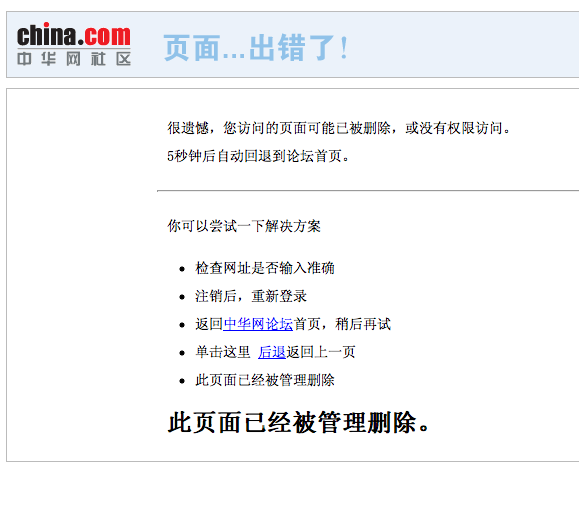 china.com
中华网社区
页面...出错了!
很遗憾，您访问的页面可能已被删除，或没有权限访问。
5秒钟后自动回退到论坛首页。
你可以尝试一下解决方案
检查网址是否输入准确
注销后，重新登录
返回中华网论坛首页，稍后再试
单击这里 后退返回上一页
此页面已经被管理删除
此页面已经被管理删除。